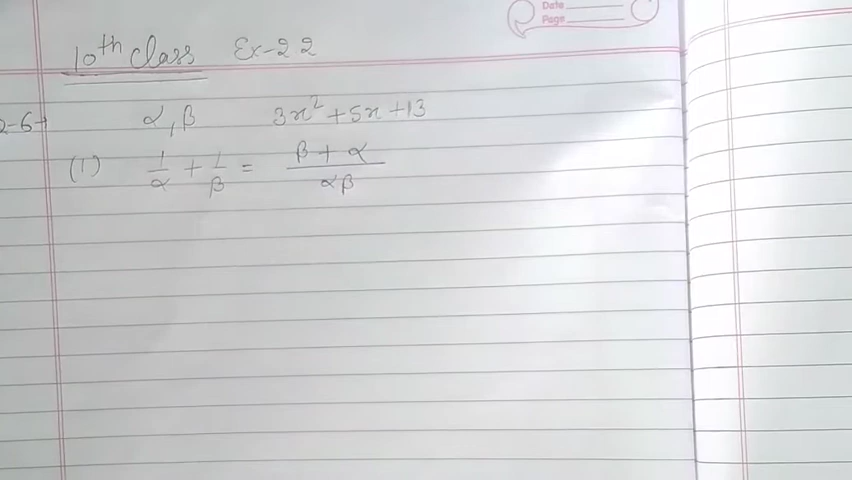 Date
Page
10th class Ex-2 2
2-6→ α, β 3x² + 5x + 13
(1) 1/α + 1/β = β + α / αβ